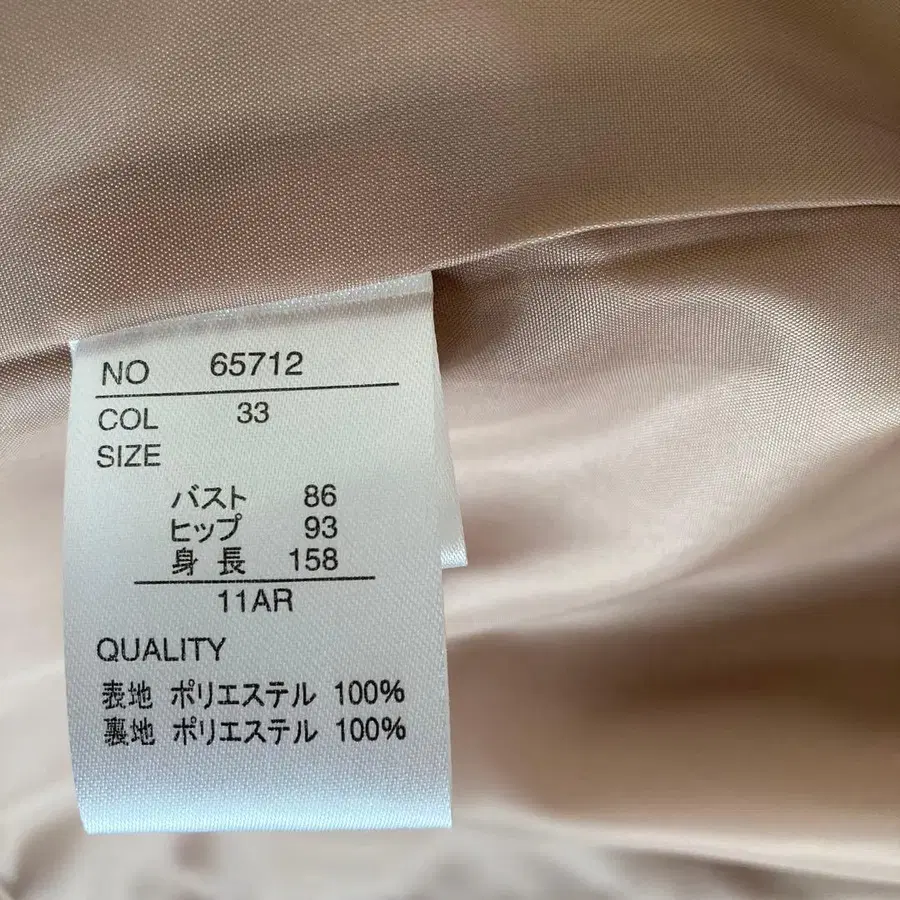 NO 65712
COL 33
SIZE
バスト 86
ヒップ 93
身長 158
11AR
QUALITY
表地 ポリエステル 100%
裏地 ポリエステル 100%